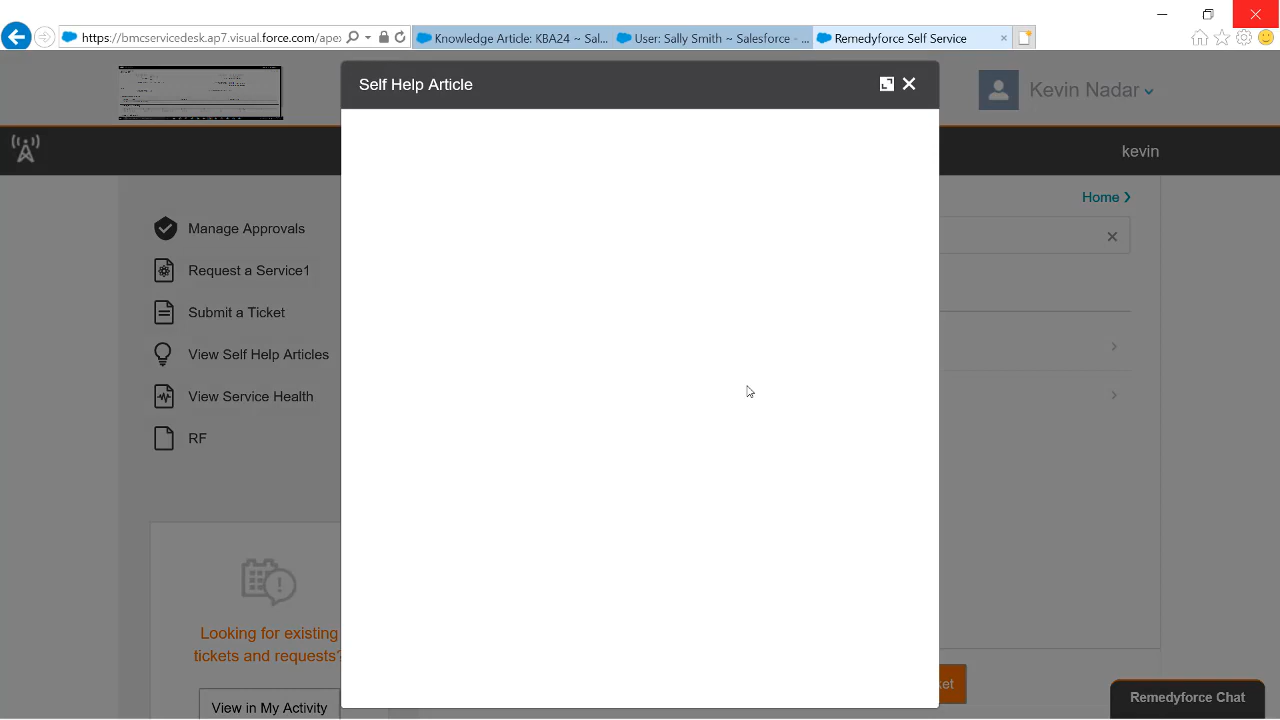 https://bmcservicedesk.ap7.visual.force.com/apex
Knowledge Article: KBA24 ~ Sal...
User: Sally Smith ~ Salesforce - ...
Remedyforce Self Service
Self Help Article
Kevin Nadar
kevin
Home
Manage Approvals
Request a Service1
Submit a Ticket
View Self Help Articles
View Service Health
RF
Looking for existing
tickets and requests?
View in My Activity
ket
Remedyforce Chat